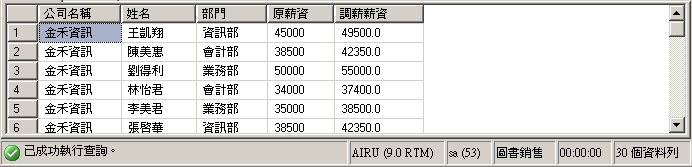 公司名稱 姓名 部門 原薪資 調薪薪資
1 金禾資訊 王凱翔 資訊部 45000 49500.0
2 金禾資訊 陳美惠 會計部 38500 42350.0
3 金禾資訊 劉得利 業務部 50000 55000.0
4 金禾資訊 林怡君 會計部 34000 37400.0
5 金禾資訊 李美君 業務部 35000 38500.0
6 金禾資訊 張啓華 資訊部 38500 42350.0
已成功執行查詢。 AIRU (9.0 RTM) sa (53) 圖書銷售 00:00:00 30 個資料列